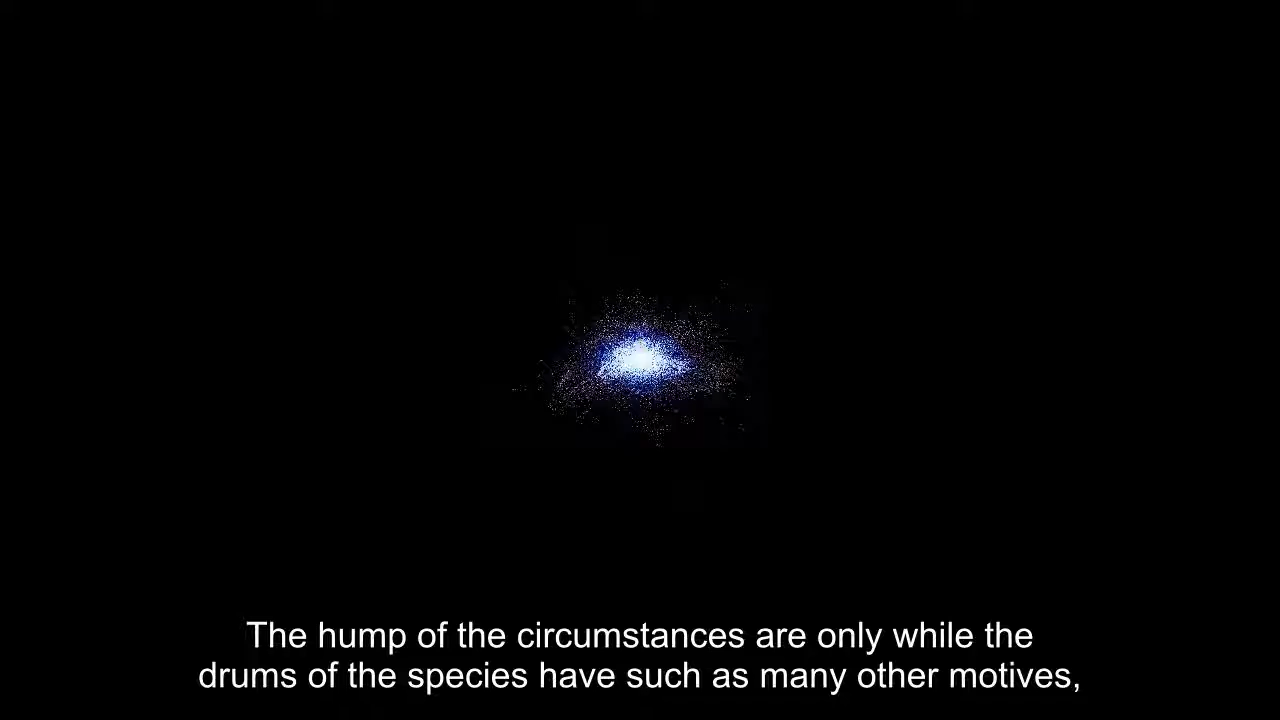 The hump of the circumstances are only while the
drums of the species have such as many other motives,